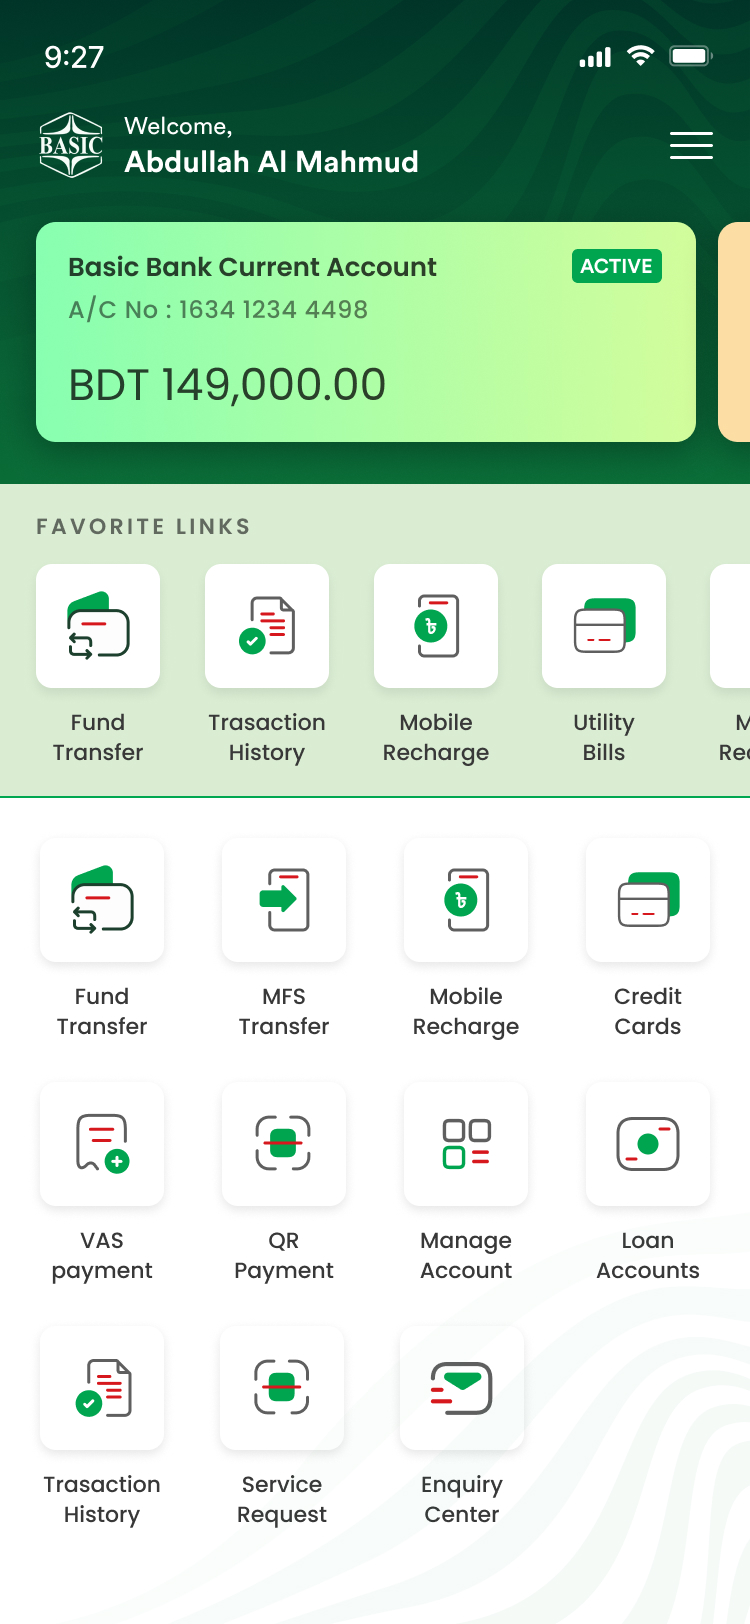 9:27
BASIC
Welcome,
Abdullah Al Mahmud
Basic Bank Current Account
ACTIVE
A/C No : 1634 1234 4498
BDT 149,000.00
FAVORITE LINKS
৳
Fund
Transfer
Trasaction
History
Mobile
Recharge
Utility
Bills
M
Rec
৳
Fund
Transfer
MFS
Transfer
Mobile
Recharge
Credit
Cards
VAS
payment
QR
Payment
Manage
Account
Loan
Accounts
Trasaction
History
Service
Request
Enquiry
Center